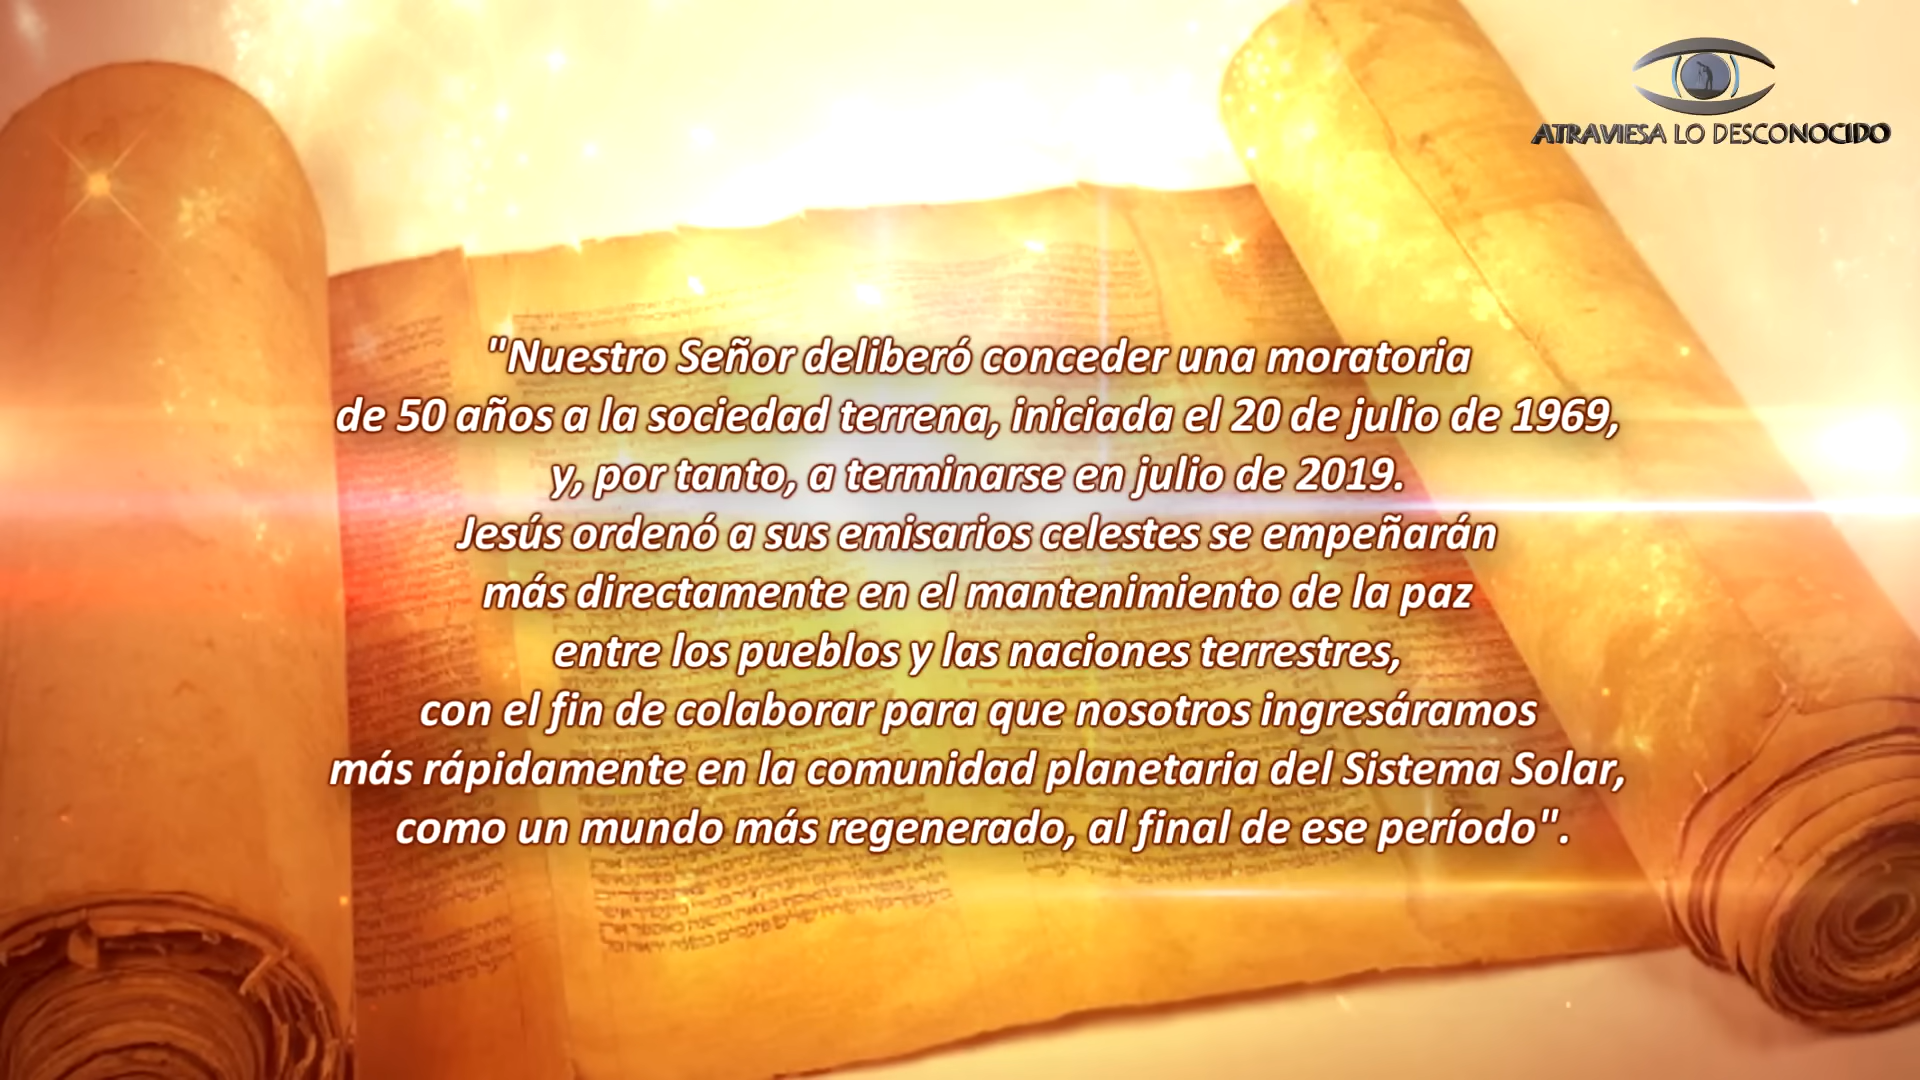 ATRAVIESA LO DESCONOCIDO
"Nuestro Señor deliberó conceder una moratoria
de 50 años a la sociedad terrena, iniciada el 20 de julio de 1969,
y, por tanto, a terminarse en julio de 2019.
Jesús ordenó a sus emisarios celestes se empeñarán
más directamente en el mantenimiento de la paz
entre los pueblos y las naciones terrestres,
con el fin de colaborar para que nosotros ingresáramos
más rápidamente en la comunidad planetaria del Sistema Solar,
como un mundo más regenerado, al final de ese período".